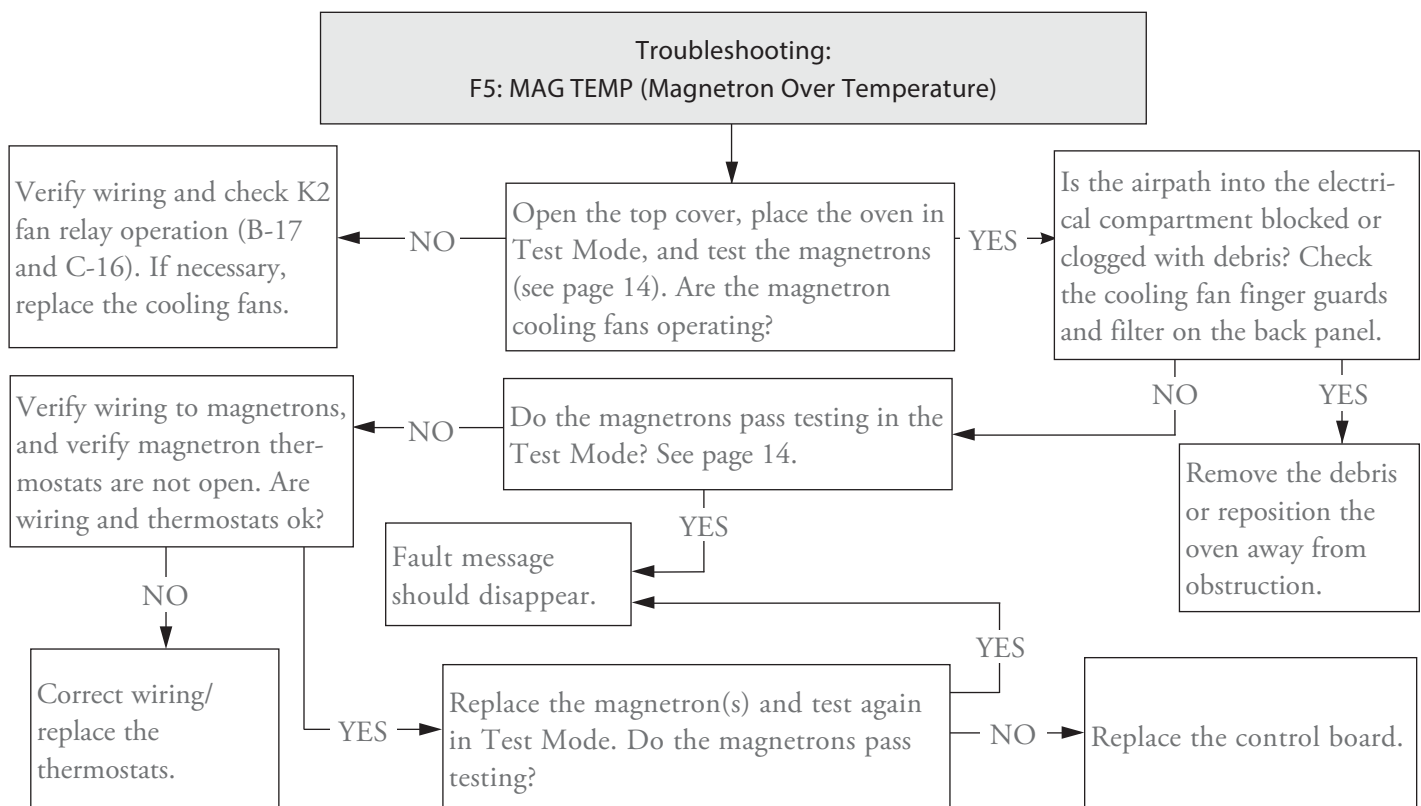 Troubleshooting:
F5: MAG TEMP (Magnetron Over Temperature)
Verify wiring and check K2
fan relay operation (B-17
and C-16). If necessary,
replace the cooling fans.
NO
Open the top cover, place the oven in
Test Mode, and test the magnetrons
(see page 14). Are the magnetron
cooling fans operating?
YES
Is the airpath into the electri-
cal compartment blocked or
clogged with debris? Check
the cooling fan finger guards
and filter on the back panel.
NO
YES
Verify wiring to magnetrons,
and verify magnetron ther-
mostats are not open. Are
wiring and thermostats ok?
NO
Do the magnetrons pass testing in the
Test Mode? See page 14.
Remove the debris
or reposition the
oven away from
obstruction.
YES
Fault message
should disappear.
NO
YES
Correct wiring/
replace the
thermostats.
YES
Replace the magnetron(s) and test again
in Test Mode. Do the magnetrons pass
testing?
NO
Replace the control board.